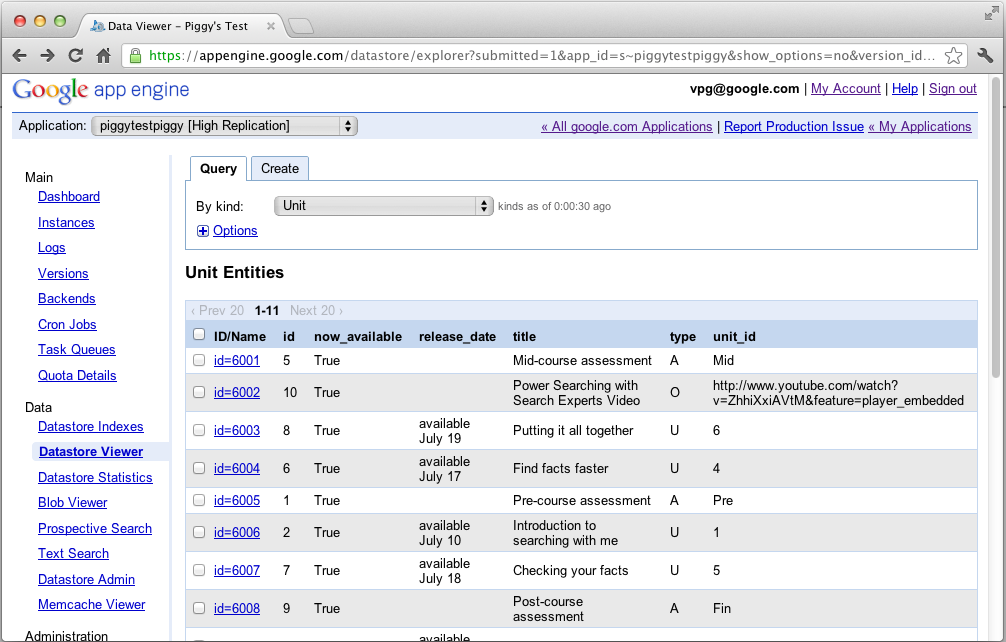 Data Viewer - Piggy's Test
https://appengine.google.com/datastore/explorer?submitted=1&app_id=s~piggytestpiggy&show_options=no&version_id...
Google app engine
vpg@google.com | My Account | Help | Sign out
Application: piggytestpiggy [High Replication]
« All google.com Applications | Report Production Issue « My Applications
Main
Dashboard
Instances
Logs
Versions
Backends
Cron Jobs
Task Queues
Quota Details
Data
Datastore Indexes
Datastore Viewer
Datastore Statistics
Blob Viewer
Prospective Search
Text Search
Datastore Admin
Memcache Viewer
Administration
Query Create
By kind: Unit kinds as of 0:00:30 ago
Options
Unit Entities
‹ Prev 20 1-11 Next 20 ›
ID/Name id now_available release_date title type unit_id
id=6001 5 True Mid-course assessment A Mid
id=6002 10 True Power Searching with O http://www.youtube.com/watch?
Search Experts Video v=ZhhiXxiAVtM&feature=player_embedded
id=6003 8 True available Putting it all together U 6
July 19
id=6004 6 True available Find facts faster U 4
July 17
id=6005 1 True Pre-course assessment A Pre
id=6006 2 True available Introduction to U 1
July 10 searching with me
id=6007 7 True available Checking your facts U 5
July 18
id=6008 9 True Post-course A Fin
assessment
available